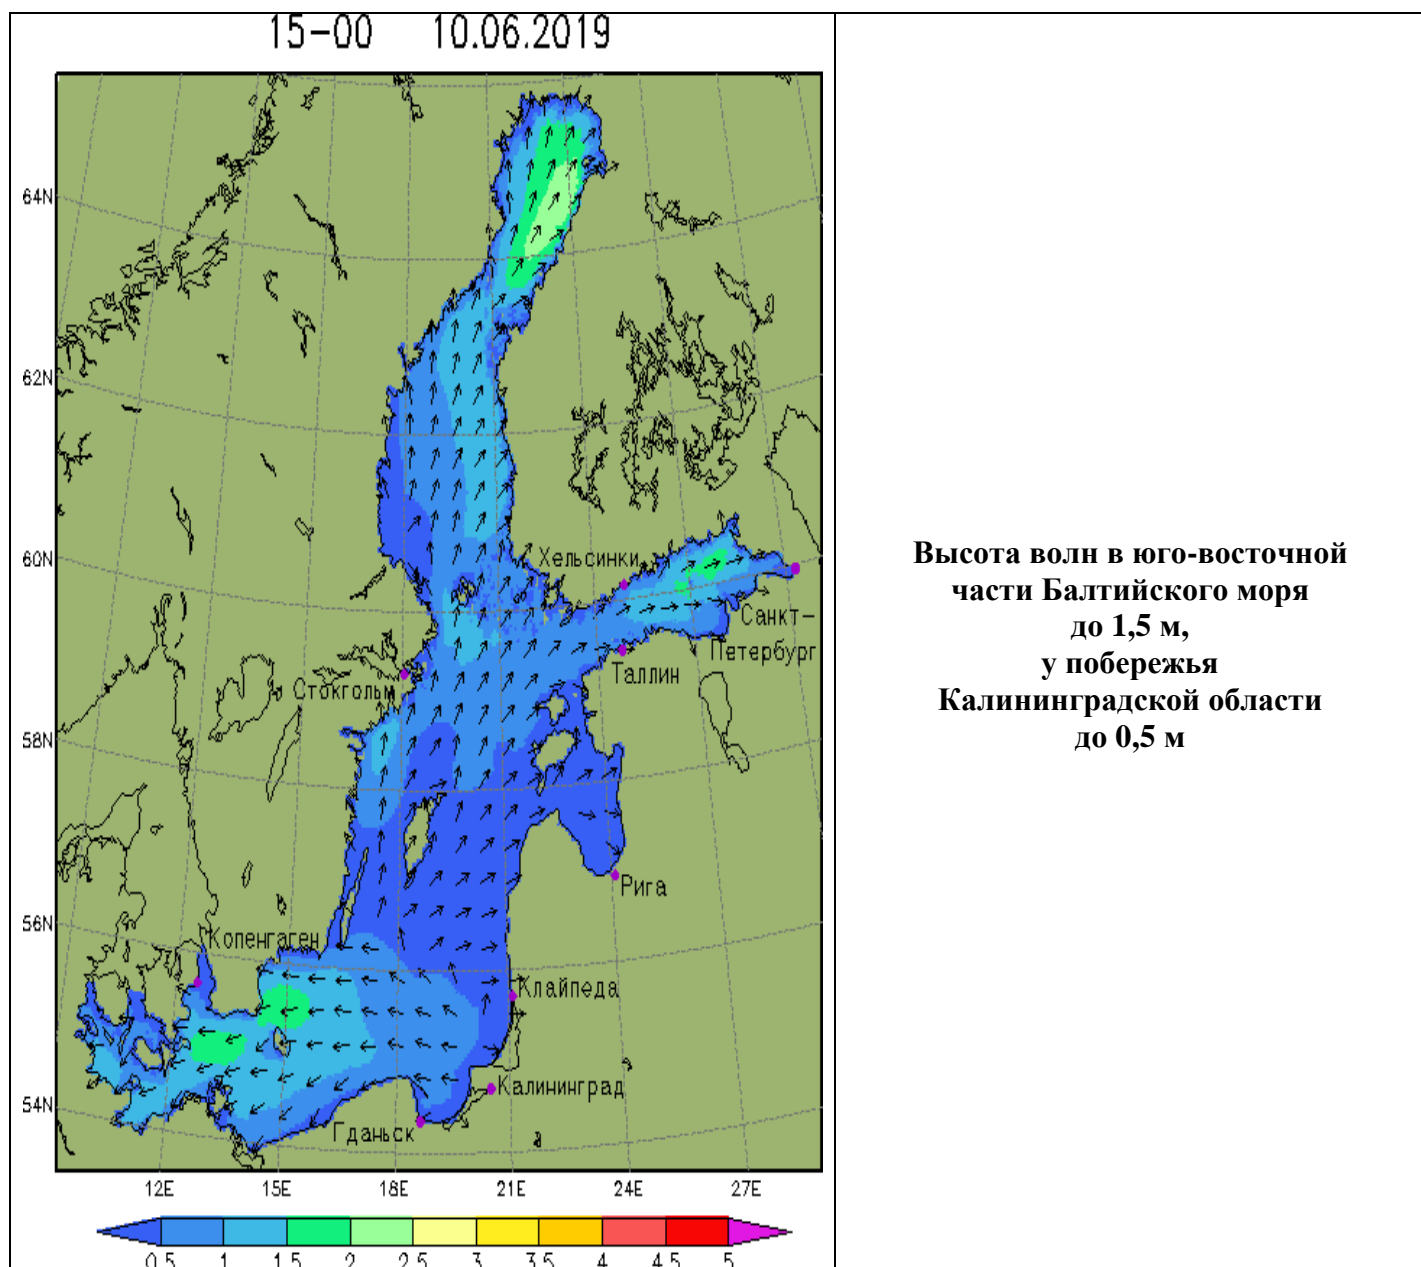 15-00 10.06.2019
64N
62N
60N
58N
56N
54N
Хельсинки
Санкт-
Петербург
Таллин
Стокгольм
Рига
Копенгаген
Клайпеда
Калининград
Гданьск
12E 15E 18E 21E 24E 27E
0.5 1 1.5 2 2.5 3 3.5 4 4.5 5
Высота волн в юго-восточной
части Балтийского моря
до 1,5 м,
у побережья
Калининградской области
до 0,5 м